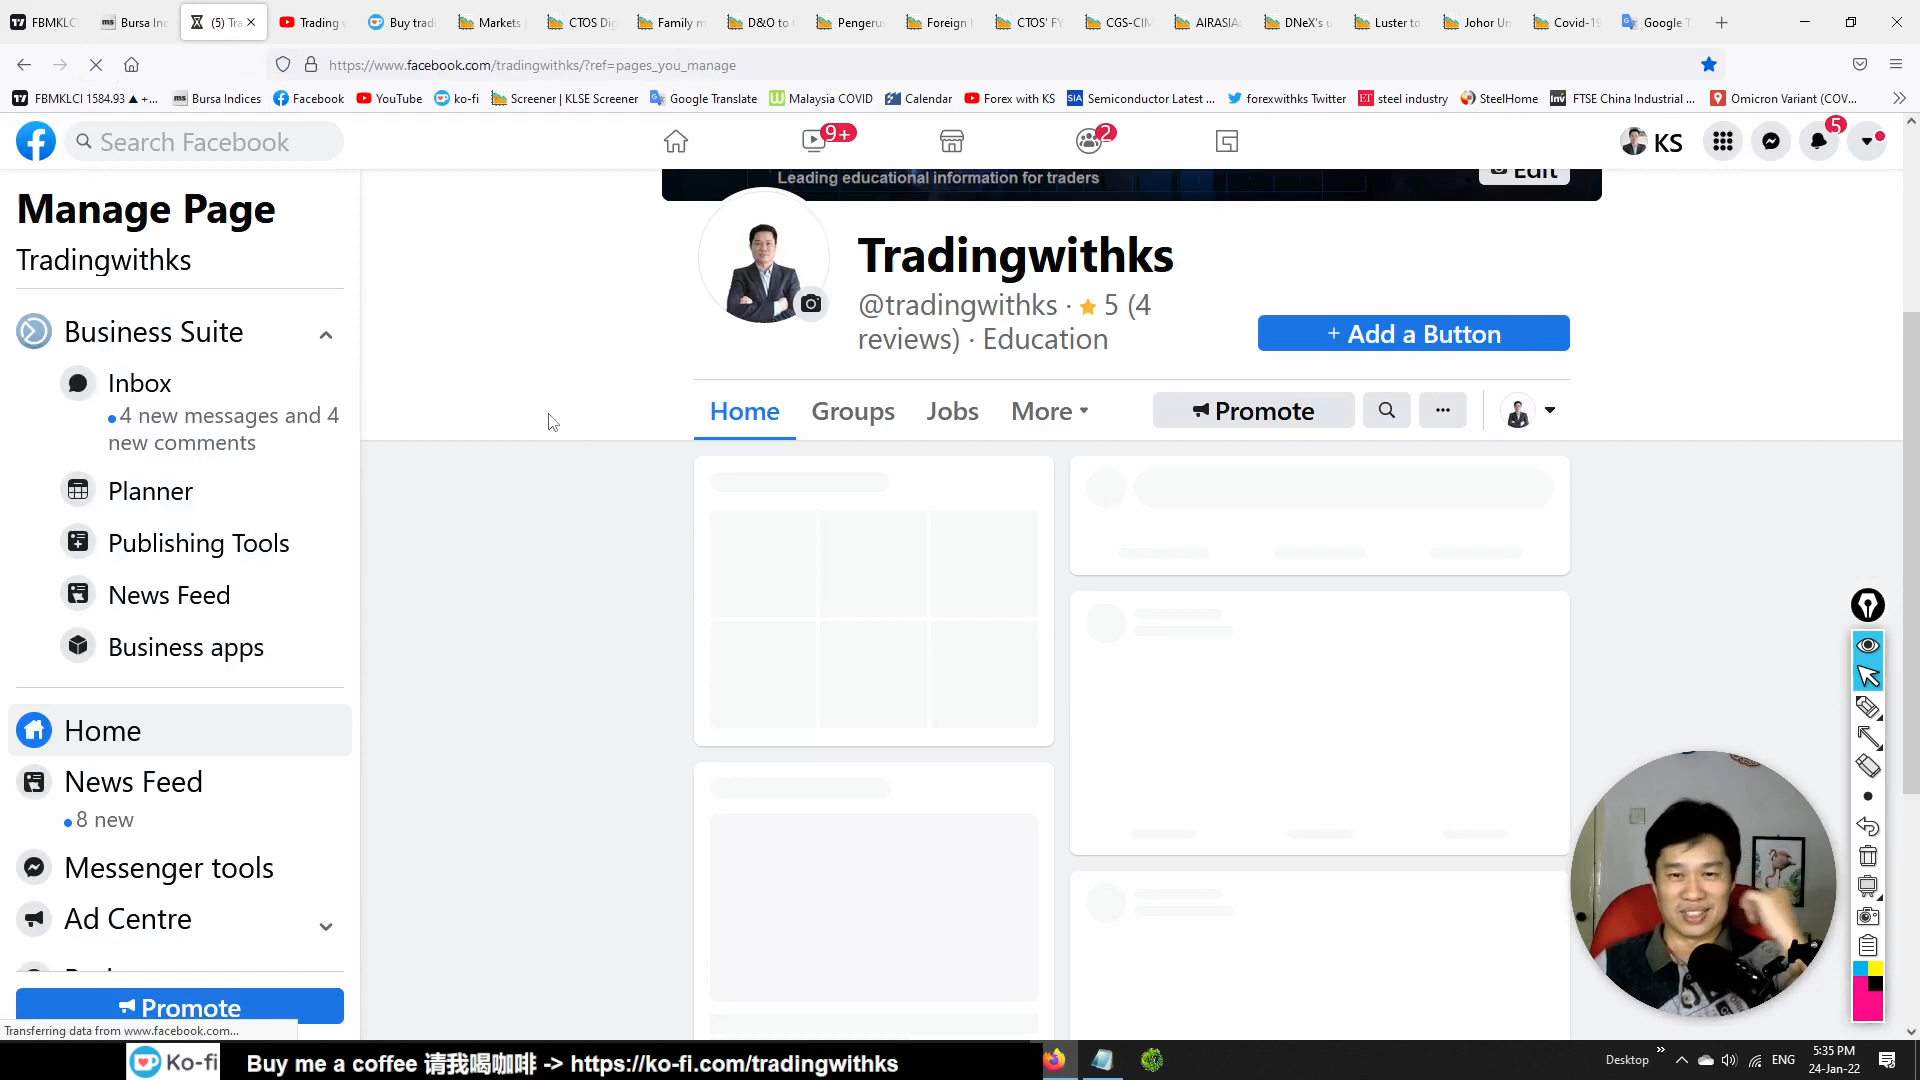 FBMKLC
Bursa In
(5) Tra
Trading
Buy tradi
Markets
CTOS Dig
Family m
D&O to
Pengeru
Foreign
CTOS' FY
CGS-CIM
AIRASIA
DNeX's u
Luster to
Johor Un
Covid-19
Google T
https://www.facebook.com/tradingwithks/?ref=pages_you_manage
FBMKLCI 1584.93 ▲ +...
Bursa Indices
Facebook
YouTube
ko-fi
Screener | KLSE Screener
Google Translate
Malaysia COVID
Calendar
Forex with KS
SIA Semiconductor Latest ...
forexwithks Twitter
ET steel industry
SteelHome
Inv FTSE China Industrial ...
Omicron Variant (COV...
Search Facebook
9+
2
KS
5
Manage Page
Tradingwithks
Business Suite
Inbox
4 new messages and 4
new comments
Planner
Publishing Tools
News Feed
Business apps
Home
News Feed
8 new
Messenger tools
Ad Centre
Promote
Transferring data from www.facebook.com...
Leading educational information for traders
Edit
Tradingwithks
@tradingwithks · ★ 5 (4
reviews) · Education
+ Add a Button
Home
Groups
Jobs
More
Promote
Ko-fi
Buy me a coffee 请我喝咖啡 -> https://ko-fi.com/tradingwithks
Desktop
ENG
5:35 PM
24-Jan-22